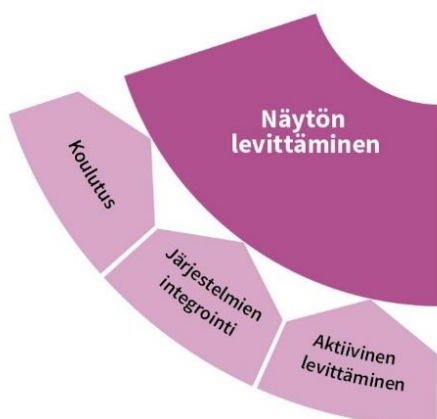 Näytön
levittäminen
Koulutus
Järjestelmien
integrointi
Aktiivinen
levittäminen